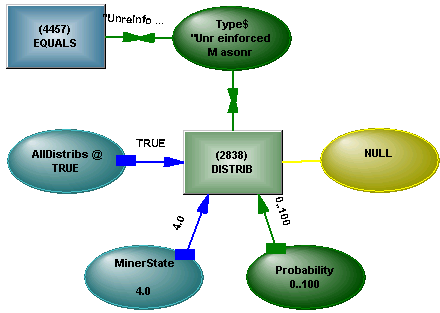 "Unreinfo ...
(4457)
EQUALS
Type$
"Unr einforced
M asonr
AllDistribs @
TRUE
TRUE
(2838)
DISTRIB
NULL
4.0
0..100
MinerState
4.0
Probability
0..100